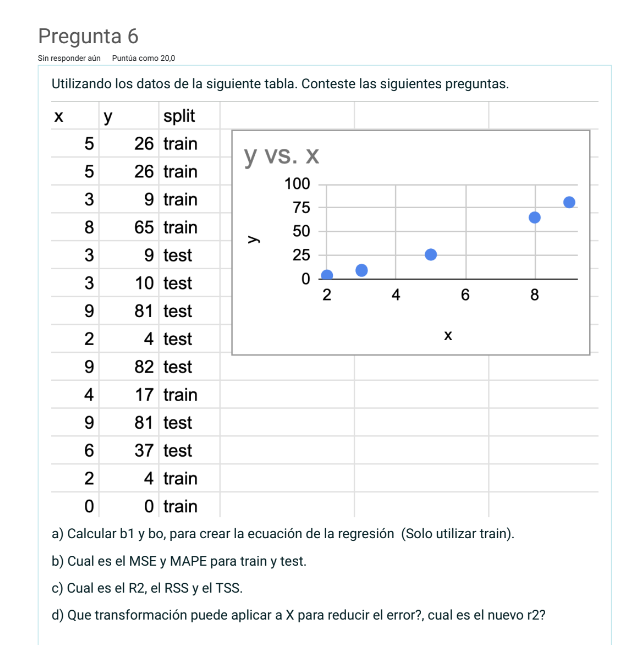 Pregunta 6
Sin responder aún Puntúa como 20,0
Utilizando los datos de la siguiente tabla. Conteste las siguientes preguntas.
x y split
5 26 train
5 26 train
3 9 train
8 65 train
3 9 test
3 10 test
9 81 test
2 4 test
9 82 test
4 17 train
9 81 test
6 37 test
2 4 train
0 0 train
y vs. x
100
75
50
25
0
y
2 4 6 8
x
a) Calcular b1 y bo, para crear la ecuación de la regresión (Solo utilizar train).
b) Cual es el MSE y MAPE para train y test.
c) Cual es el R2, el RSS y el TSS.
d) Que transformación puede aplicar a X para reducir el error?, cual es el nuevo r2?